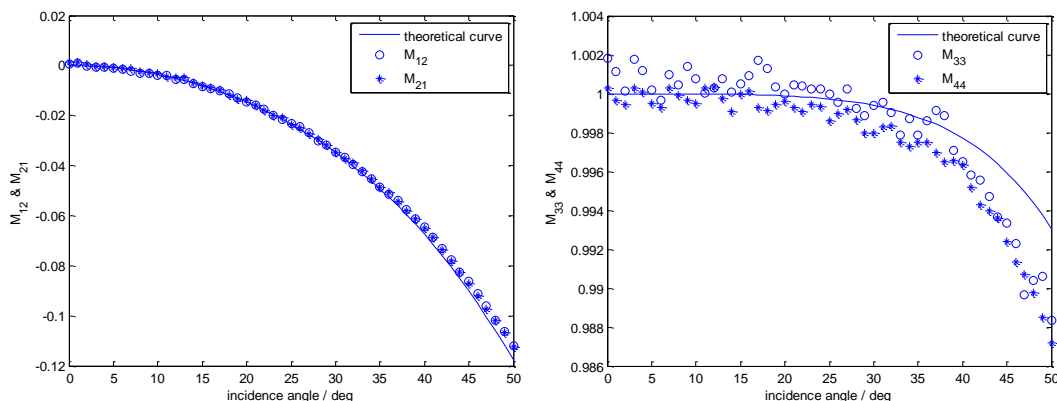 0.02
0
-0.02
-0.04
-0.06
-0.08
-0.1
-0.12
M12 & M21
theoretical curve
M12
M21
0 5 10 15 20 25 30 35 40 45 50
incidence angle / deg
1.004
1.002
1
0.998
0.996
0.994
0.992
0.99
0.988
0.986
M33 & M44
theoretical curve
M33
M44
0 5 10 15 20 25 30 35 40 45 50
incidence angle / deg